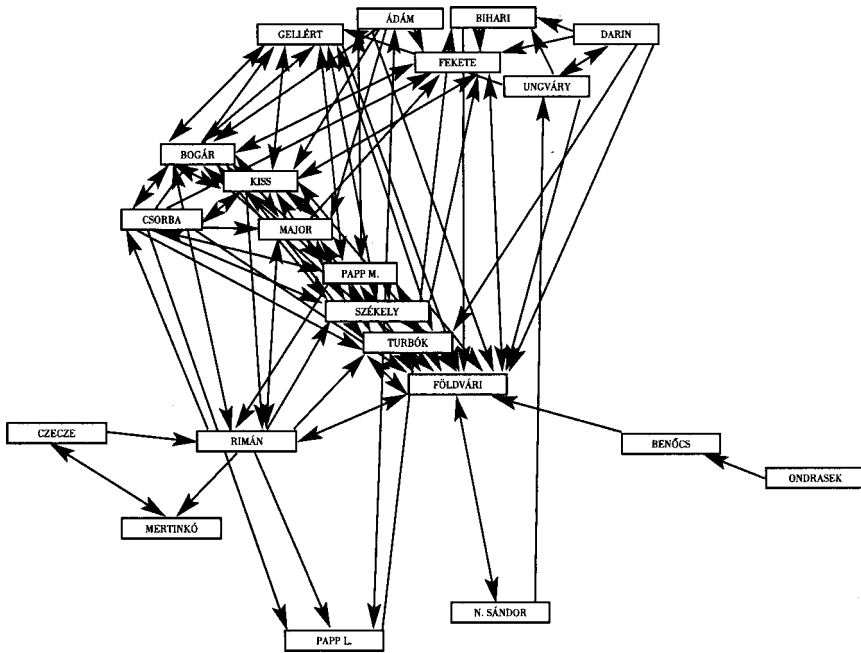 ÁDÁM
BIHARI
GELLÉRT
DARIN
FEKETE
UNGVÁRY
BOGÁR
KISS
CSORBA
MAJOR
PAPP M.
SZÉKELY
TURBÓK
FÖLDVÁRI
CZECZE
RIMÁN
BENŐCS
ONDRASEK
MERTINKÓ
N. SÁNDOR
PAPP L.